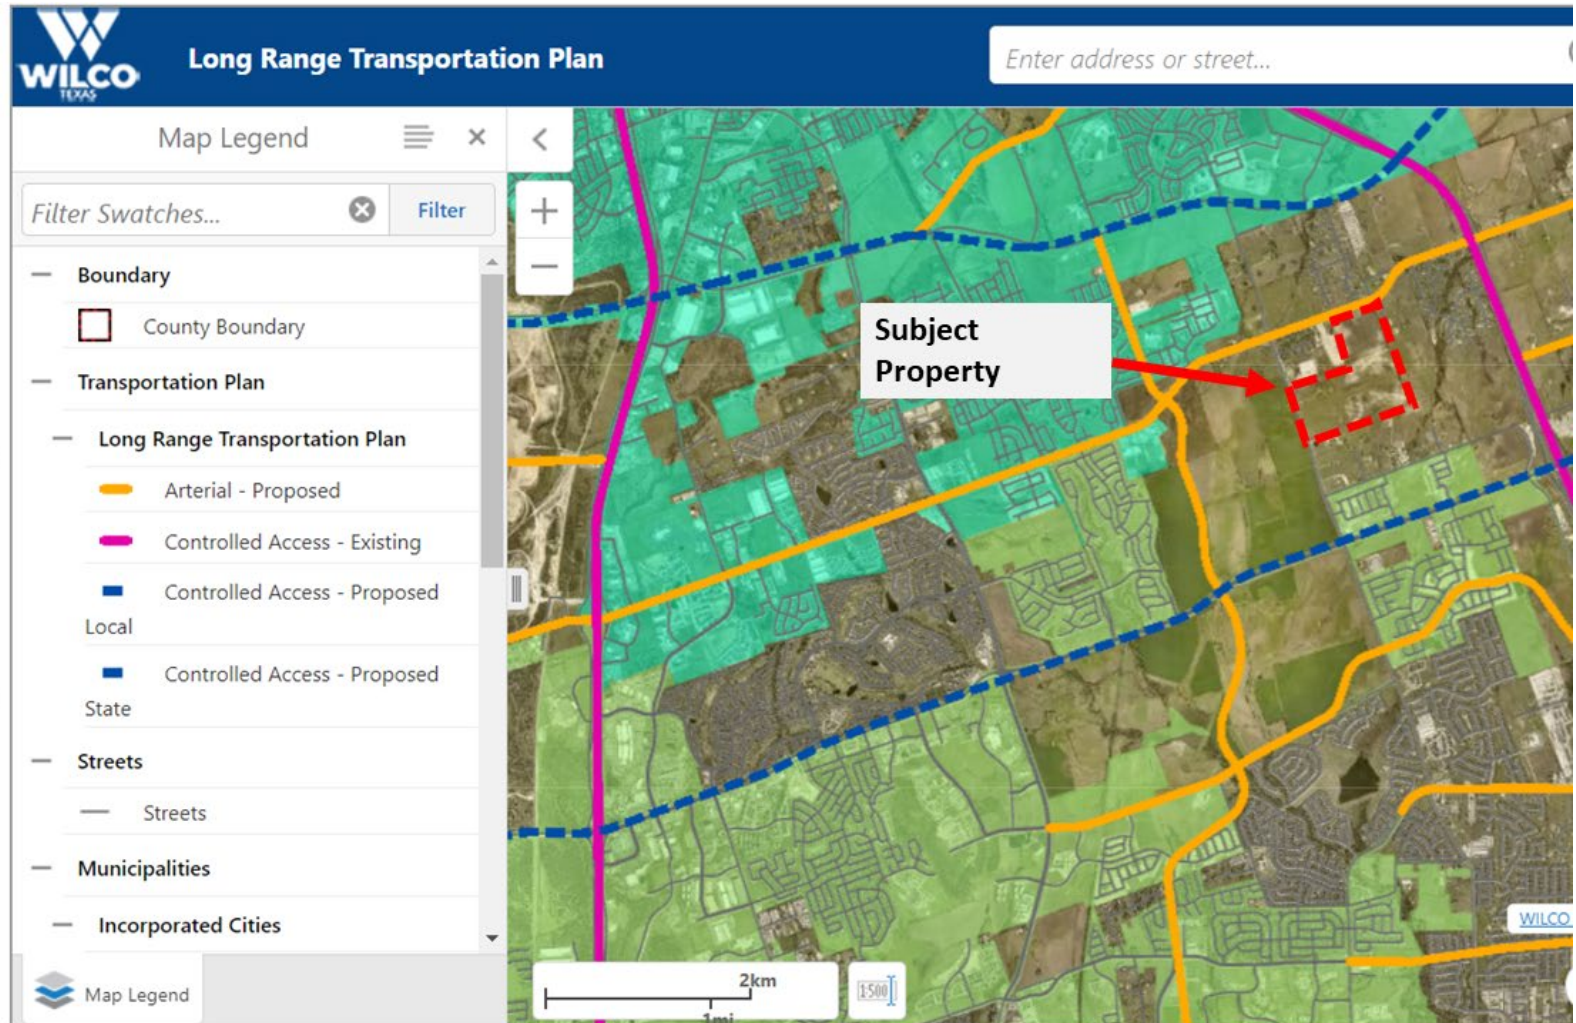 WILCO
TEXAS
Long Range Transportation Plan
Enter address or street...
Map Legend
Filter Swatches...
Filter
Boundary
County Boundary
Transportation Plan
Long Range Transportation Plan
Arterial - Proposed
Controlled Access - Existing
Controlled Access - Proposed
Local
Controlled Access - Proposed
State
Streets
Streets
Municipalities
Incorporated Cities
Map Legend
Subject
Property
2km
1mi
1:500
WILCO